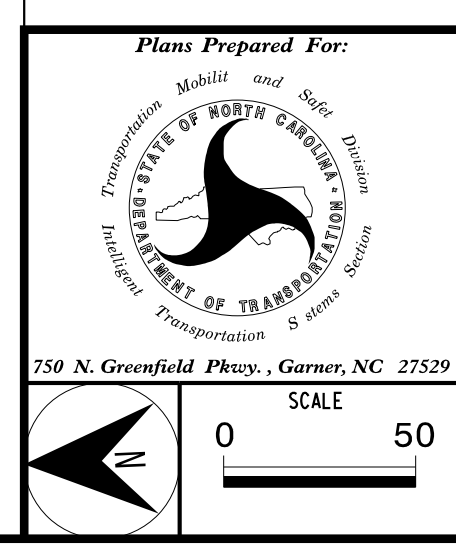 Plans Prepared For:
Transportation Mobilit and Safet Division
STATE OF NORTH CAROLINA
DEPARTMENT OF TRANSPORTATION
Intelligent Transportation S stems Section
750 N. Greenfield Pkwy. , Garner, NC 27529
N
SCALE
0 50